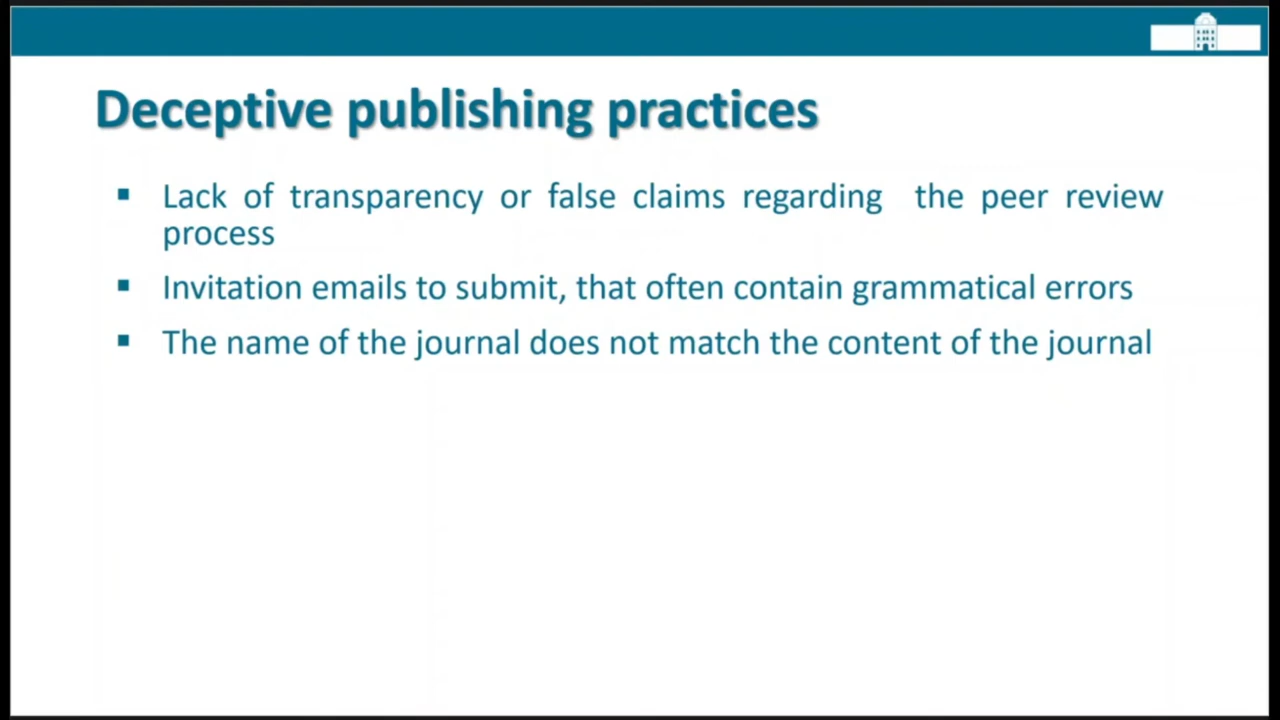 Deceptive publishing practices
▪ Lack of transparency or false claims regarding the peer review
process
▪ Invitation emails to submit, that often contain grammatical errors
▪ The name of the journal does not match the content of the journal